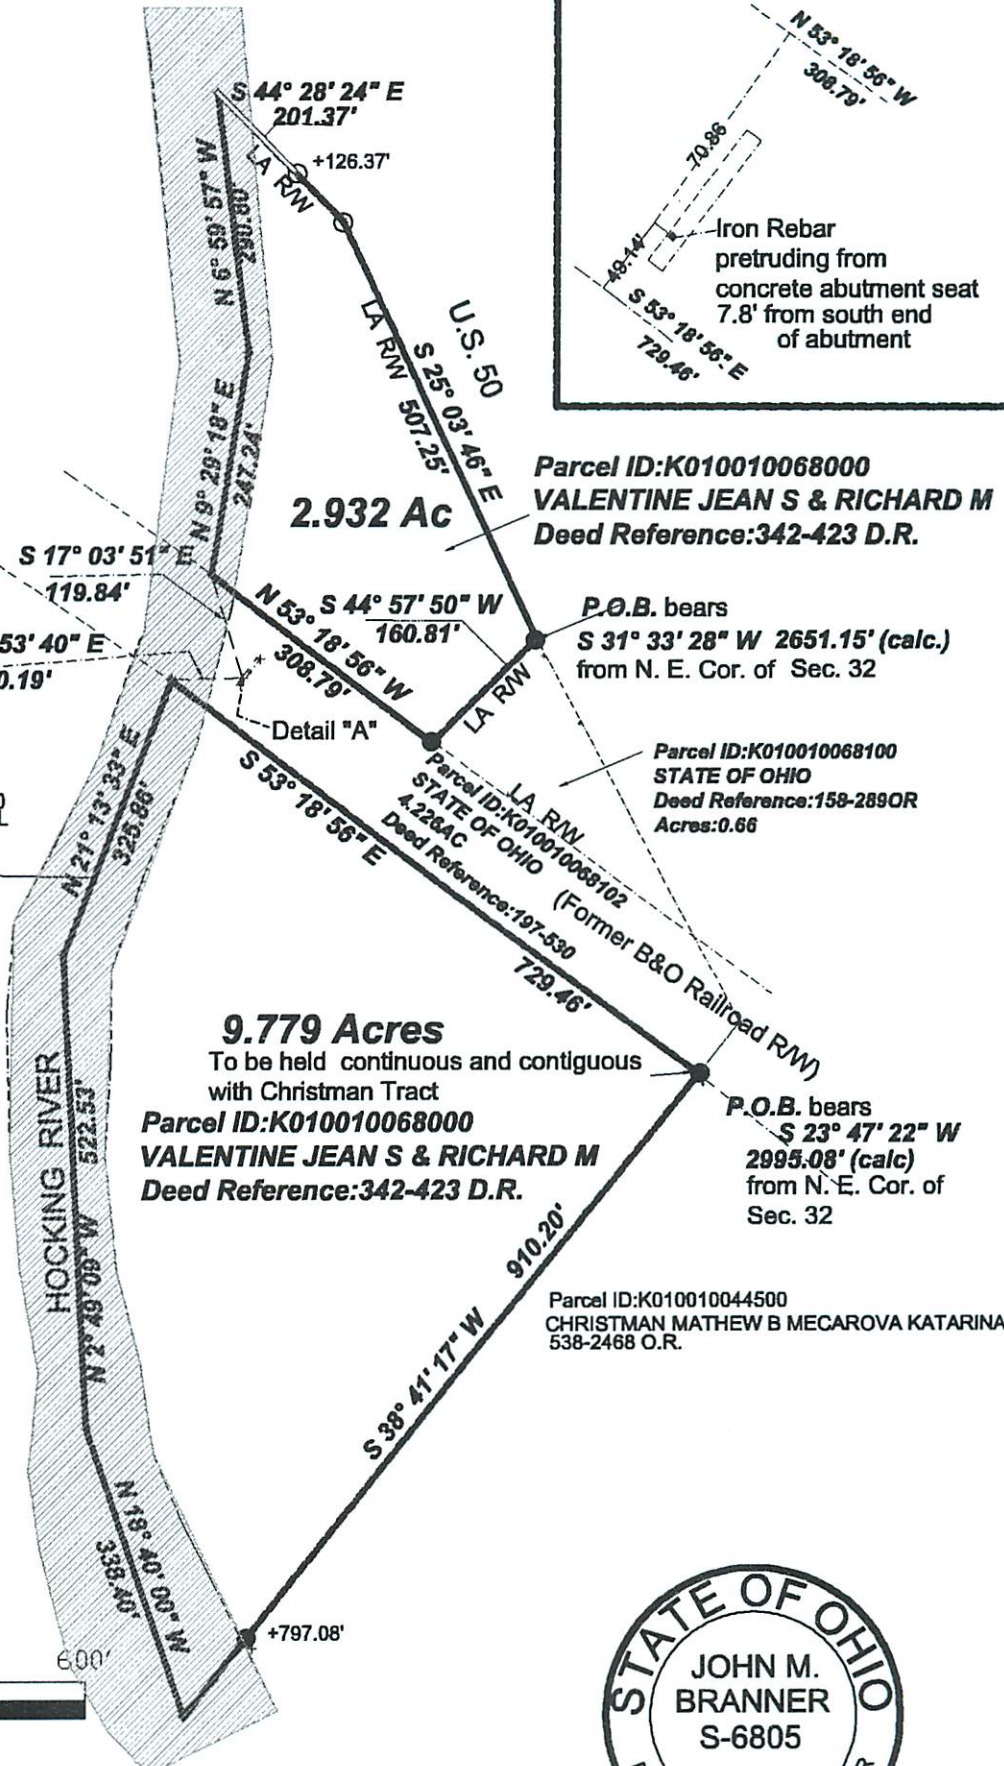 S 44° 28' 24" E
201.37'
+126.37'
LA R/W
N 6° 59' 57" W
290.80'
N 53° 18' 56" W
308.79'
70.86
49.14'
Iron Rebar
pretruding from
concrete abutment seat
7.8' from south end
of abutment
S 53° 18' 56" E
729.46'
U.S. 50
LA R/W
S 25° 03' 46" E
507.25'
N 9° 29' 18" E
247.24'
2.932 Ac
Parcel ID:K010010068000
VALENTINE JEAN S & RICHARD M
Deed Reference:342-423 D.R.
S 17° 03' 51" E
119.84'
53' 40" E
0.19'
N 53° 18' 56" W
308.79'
S 44° 57' 50" W
160.81'
LA R/W
P.O.B. bears
S 31° 33' 28" W 2651.15' (calc.)
from N. E. Cor. of Sec. 32
Detail "A"
Parcel ID:K010010068100
STATE OF OHIO
Deed Reference:158-289OR
Acres:0.66
LA R/W
Parcel ID:K010010068102
STATE OF OHIO
4.226AC
Deed Reference:197-530
(Former B&O Railroad R/W)
S 53° 18' 56" E
729.46'
N 21° 13' 33" E
325.86'
9.779 Acres
To be held continuous and contiguous
with Christman Tract
Parcel ID:K010010068000
VALENTINE JEAN S & RICHARD M
Deed Reference:342-423 D.R.
P.O.B. bears
S 23° 47' 22" W
2995.08' (calc)
from N. E. Cor. of
Sec. 32
HOCKING RIVER
N 2° 49' 09" W
522.53'
S 38° 41' 17" W
910.20'
Parcel ID:K010010044500
CHRISTMAN MATHEW B MECAROVA KATARINA
538-2468 O.R.
N 18° 40' 00" W
338.40'
+797.08'
600'
STATE OF OHIO
JOHN M.
BRANNER
S-6805